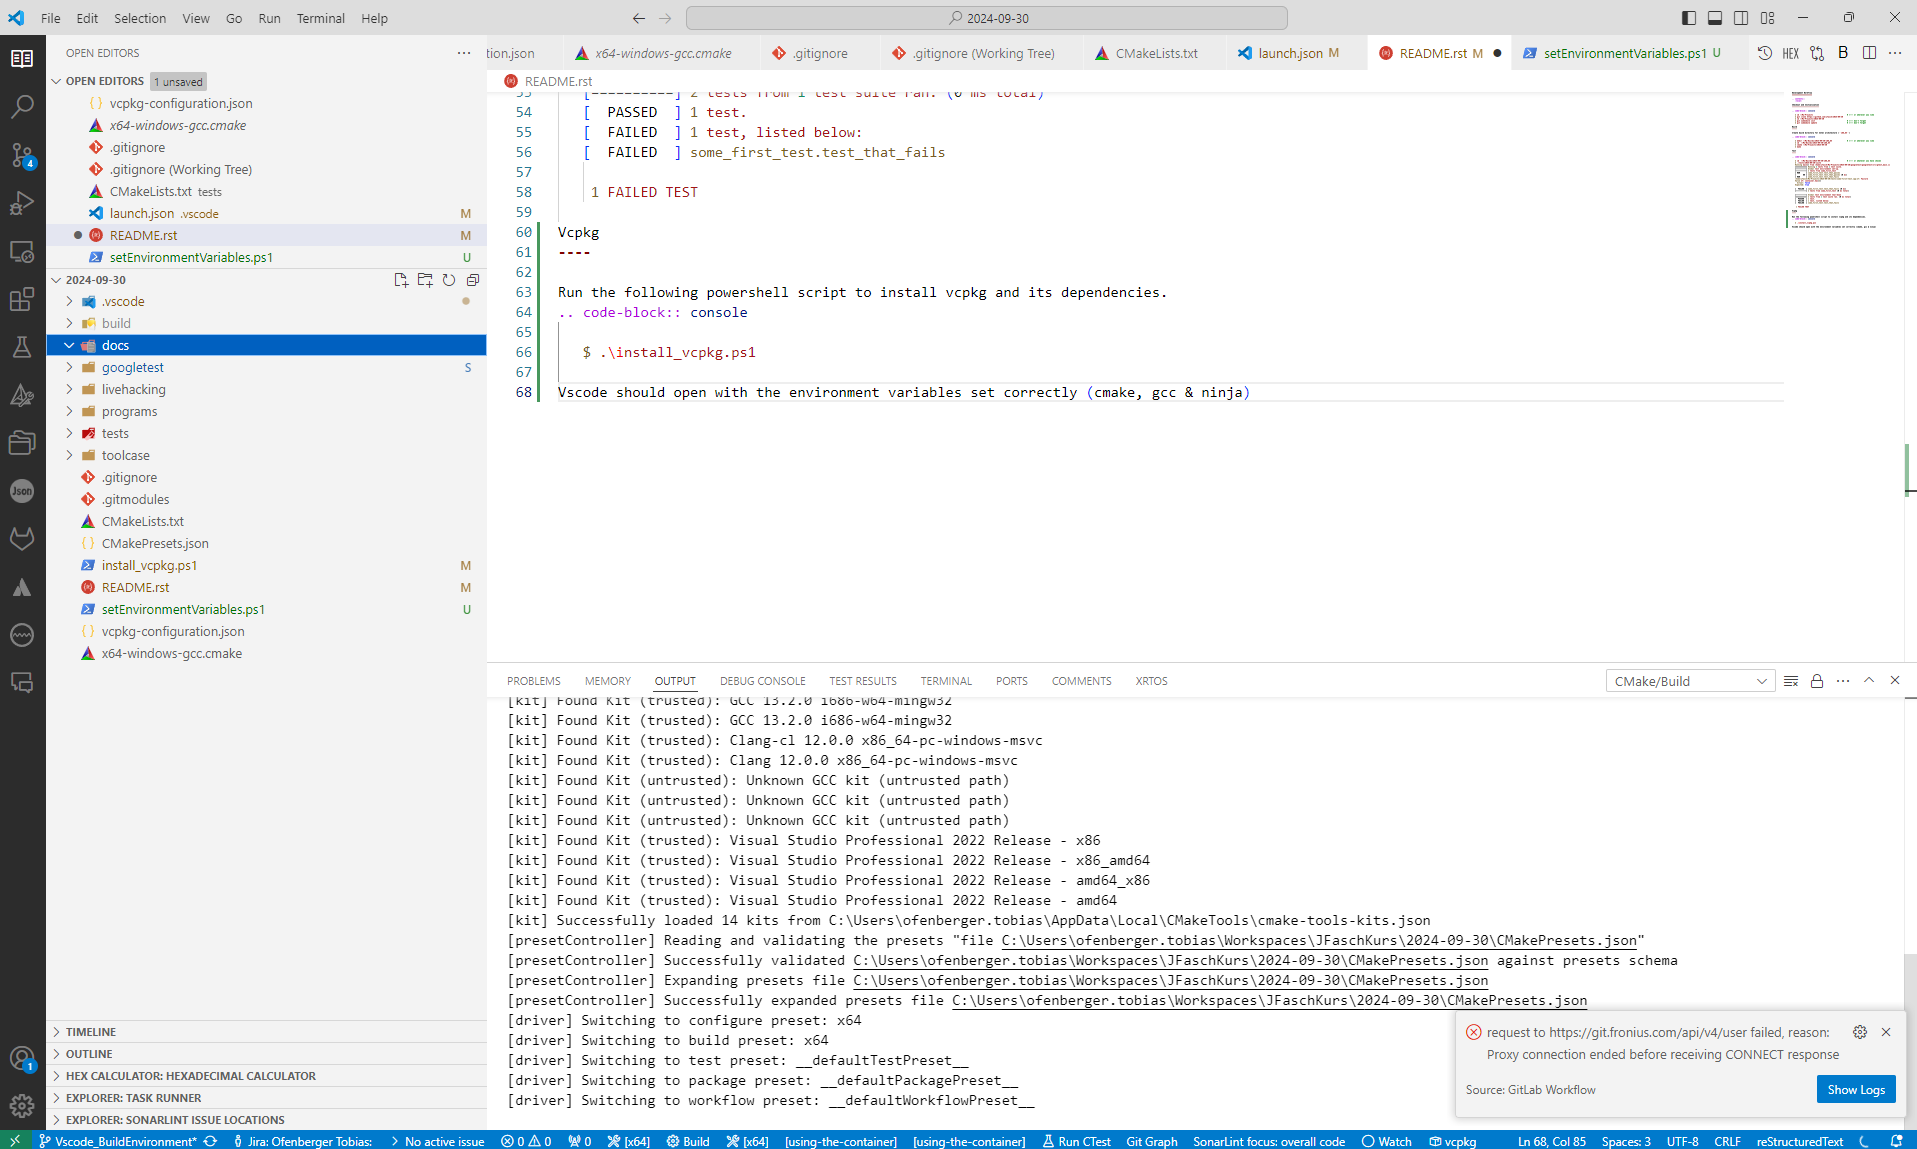 File Edit Selection View Go Run Terminal Help
2024-09-30
OPEN EDITORS
OPEN EDITORS 1 unsaved
vcpkg-configuration.json
x64-windows-gcc.cmake
.gitignore
.gitignore (Working Tree)
CMakeLists.txt tests
launch.json .vscode M
README.rst M
setEnvironmentVariables.ps1 U
2024-09-30
.vscode
build
docs
googletest S
livehacking
programs
tests
toolcase
.gitignore
.gitmodules
CMakeLists.txt
CMakePresets.json
install_vcpkg.ps1 M
README.rst M
setEnvironmentVariables.ps1 U
vcpkg-configuration.json
x64-windows-gcc.cmake
TIMELINE
OUTLINE
HEX CALCULATOR: HEXADECIMAL CALCULATOR
EXPLORER: TASK RUNNER
EXPLORER: SONARLINT ISSUE LOCATIONS
4
Json
1
tion.json x64-windows-gcc.cmake .gitignore .gitignore (Working Tree) CMakeLists.txt launch.json M README.rst M setEnvironmentVariables.ps1 U HEX B
README.rst
53 [----------] 2 tests from 1 test suite ran. (0 ms total)
54 [  PASSED  ] 1 test.
55 [  FAILED  ] 1 test, listed below:
56 [  FAILED  ] some_first_test.test_that_fails
57
58 1 FAILED TEST
59
60 Vcpkg
61 ----
62
63 Run the following powershell script to install vcpkg and its dependencies.
64 .. code-block:: console
65
66 $ .\install_vcpkg.ps1
67
68 Vscode should open with the environment variables set correctly (cmake, gcc & ninja)
PROBLEMS MEMORY OUTPUT DEBUG CONSOLE TEST RESULTS TERMINAL PORTS COMMENTS XRTOS CMake/Build
[kit] Found Kit (trusted): GCC 13.2.0 i686-w64-mingw32
[kit] Found Kit (trusted): GCC 13.2.0 i686-w64-mingw32
[kit] Found Kit (trusted): Clang-cl 12.0.0 x86_64-pc-windows-msvc
[kit] Found Kit (trusted): Clang 12.0.0 x86_64-pc-windows-msvc
[kit] Found Kit (untrusted): Unknown GCC kit (untrusted path)
[kit] Found Kit (untrusted): Unknown GCC kit (untrusted path)
[kit] Found Kit (untrusted): Unknown GCC kit (untrusted path)
[kit] Found Kit (trusted): Visual Studio Professional 2022 Release - x86
[kit] Found Kit (trusted): Visual Studio Professional 2022 Release - x86_amd64
[kit] Found Kit (trusted): Visual Studio Professional 2022 Release - amd64_x86
[kit] Found Kit (trusted): Visual Studio Professional 2022 Release - amd64
[kit] Successfully loaded 14 kits from C:\Users\ofenberger.tobias\AppData\Local\CMakeTools\cmake-tools-kits.json
[presetController] Reading and validating the presets "file C:\Users\ofenberger.tobias\Workspaces\JFaschKurs\2024-09-30\CMakePresets.json"
[presetController] Successfully validated C:\Users\ofenberger.tobias\Workspaces\JFaschKurs\2024-09-30\CMakePresets.json against presets schema
[presetController] Expanding presets file C:\Users\ofenberger.tobias\Workspaces\JFaschKurs\2024-09-30\CMakePresets.json
[presetController] Successfully expanded presets file C:\Users\ofenberger.tobias\Workspaces\JFaschKurs\2024-09-30\CMakePresets.json
[driver] Switching to configure preset: x64
[driver] Switching to build preset: x64
[driver] Switching to test preset: __defaultTestPreset__
[driver] Switching to package preset: __defaultPackagePreset__
[driver] Switching to workflow preset: __defaultWorkflowPreset__
request to https://git.fronius.com/api/v4/user failed, reason:
Proxy connection ended before receiving CONNECT response
Source: GitLab Workflow Show Logs
Vscode_BuildEnvironment* Jira: Ofenberger Tobias: No active issue 0 0 0 [x64] Build [x64] [using-the-container] [using-the-container] Run CTest Git Graph SonarLint focus: overall code Watch vcpkg Ln 68, Col 85 Spaces: 3 UTF-8 CRLF reStructuredText